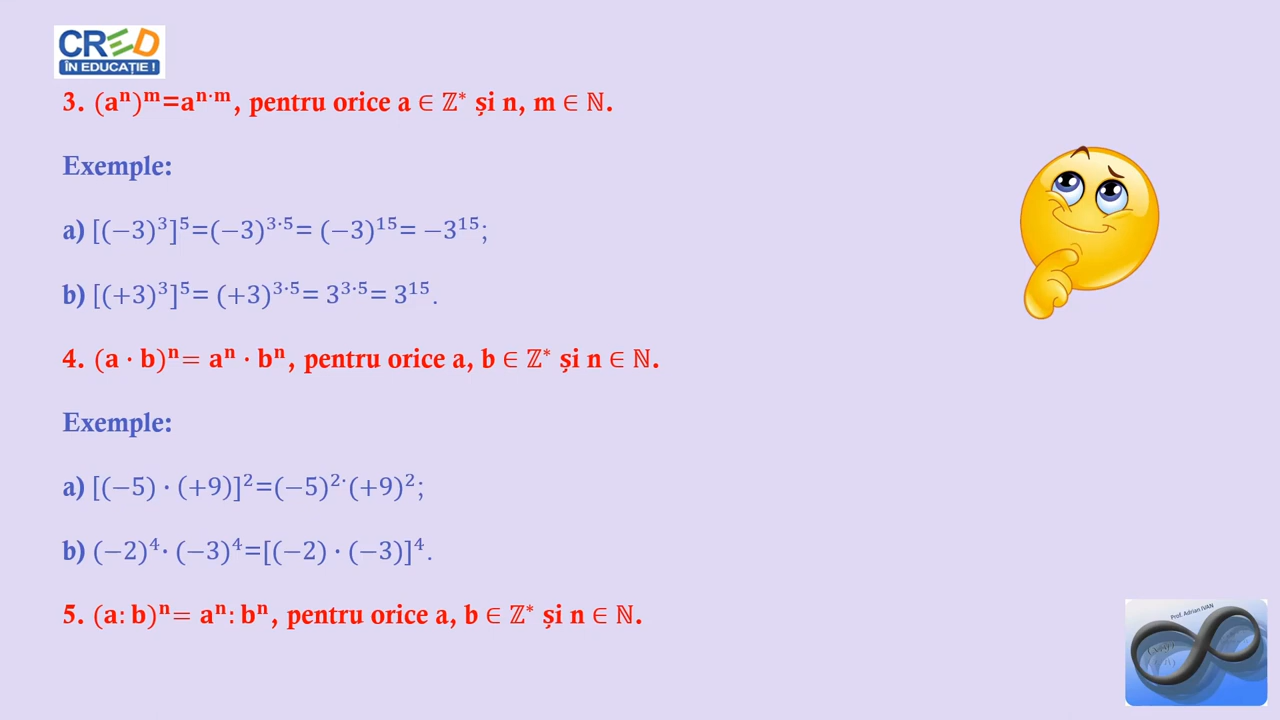 CRED
ÎN EDUCAȚIE !
3. (aⁿ)ᵐ=aⁿ·ᵐ, pentru orice a ∈ ℤ* și n, m ∈ ℕ.
Exemple:
a) [(−3)³]⁵=(−3)³·⁵= (−3)¹⁵= −3¹⁵;
b) [(+3)³]⁵= (+3)³·⁵= 3³·⁵= 3¹⁵.
4. (a · b)ⁿ= aⁿ · bⁿ, pentru orice a, b ∈ ℤ* și n ∈ ℕ.
Exemple:
a) [(−5) · (+9)]²=(−5)²·(+9)²;
b) (−2)⁴· (−3)⁴=[(−2) · (−3)]⁴.
5. (a: b)ⁿ= aⁿ: bⁿ, pentru orice a, b ∈ ℤ* și n ∈ ℕ.
Prof. Adrian IVAN